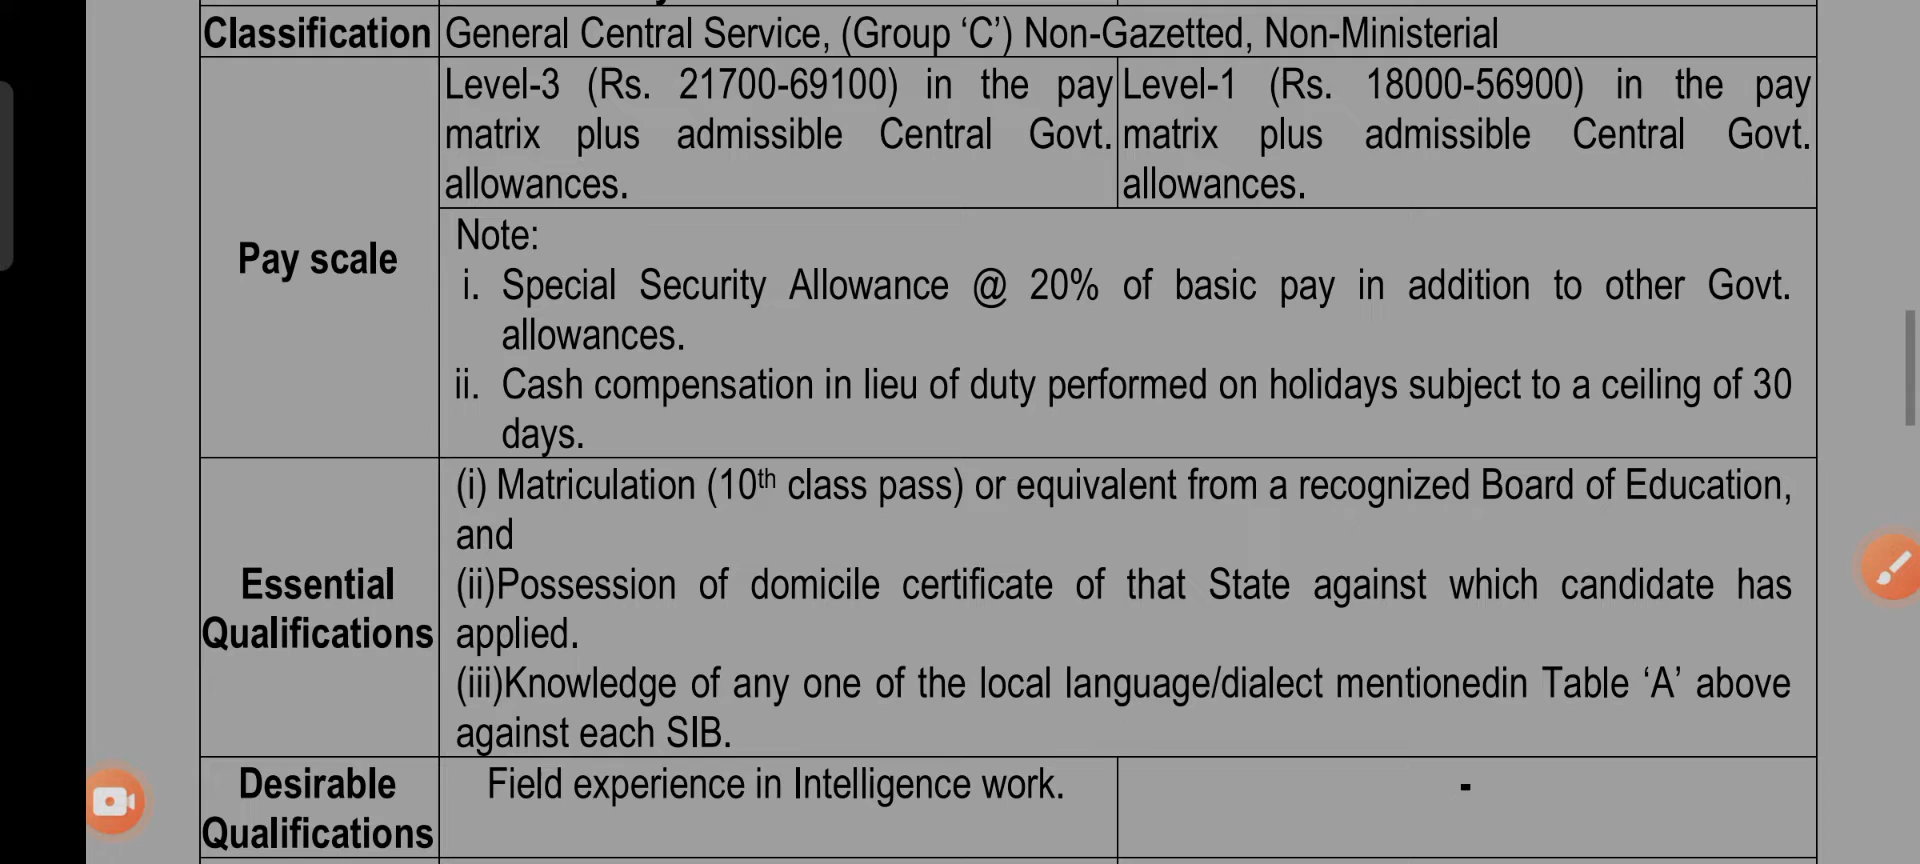 Classification General Central Service, (Group ‘C’) Non-Gazetted, Non-Ministerial
Pay scale
Level-3 (Rs. 21700-69100) in the pay
matrix plus admissible Central Govt.
allowances.
Level-1 (Rs. 18000-56900) in the pay
matrix plus admissible Central Govt.
allowances.
Note:
i. Special Security Allowance @ 20% of basic pay in addition to other Govt.
allowances.
ii. Cash compensation in lieu of duty performed on holidays subject to a ceiling of 30
days.
Essential
Qualifications
(i) Matriculation (10th class pass) or equivalent from a recognized Board of Education,
and
(ii)Possession of domicile certificate of that State against which candidate has
applied.
(iii)Knowledge of any one of the local language/dialect mentionedin Table ‘A’ above
against each SIB.
Desirable
Qualifications
Field experience in Intelligence work.
-